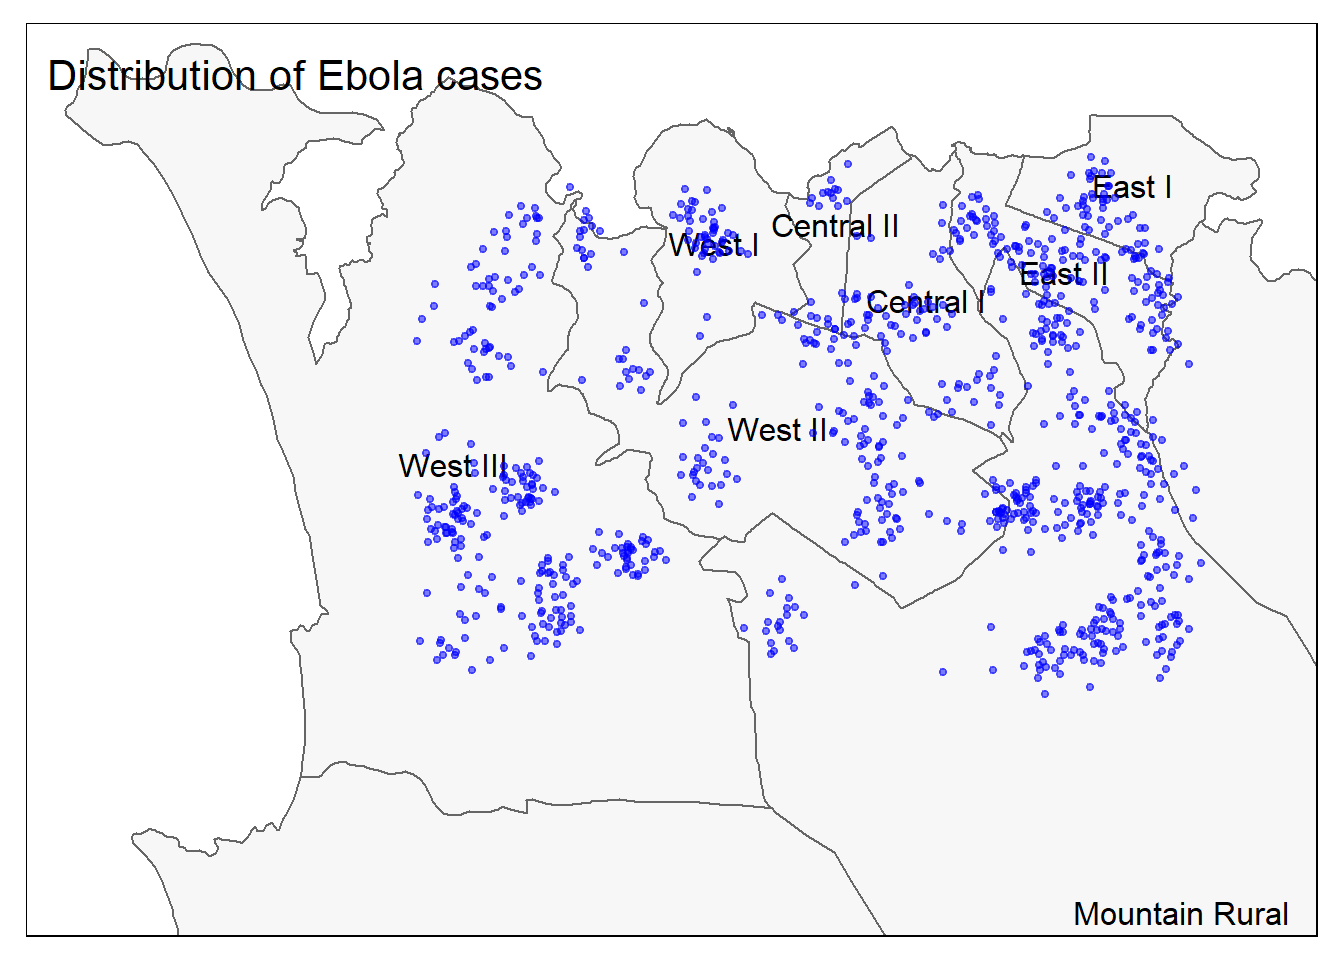 Distribution of Ebola cases
East I
Central II
West I
East II
Central I
West II
West III
Mountain Rural